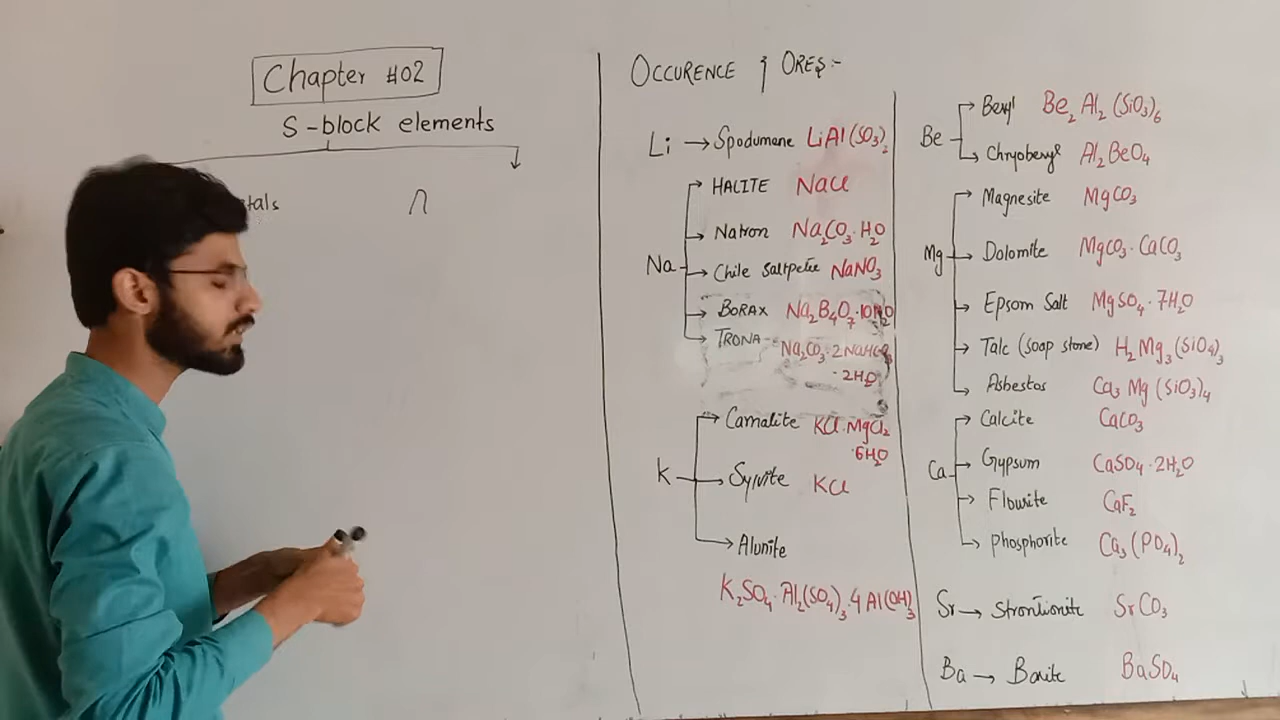 Chapter #02
S-block elements
tals
OCCURENCE & ORES:-
Li → Spodumene LiAl(SO₃)₂
Na
HALITE NaCl
Natron Na₂CO₃·H₂O
Chile Saltpetre NaNO₃
BORAX Na₂B₄O₇·10H₂O
TRONA- Na₂CO₃·2NaHCO₃
·2H₂O
K
Carnalite KCl·MgCl₂
·6H₂O
Sylvite KCl
Alunite
K₂SO₄·Al₂(SO₄)₃·4Al(OH)₃
Be
Beryl Be₂Al₂(SiO₃)₆
Chryoberyl Al₂BeO₄
Mg
Magnesite MgCO₃
Dolomite MgCO₃·CaCO₃
Epsom Salt MgSO₄·7H₂O
Talc (soap stone) H₂Mg₃(SiO₄)₃
Asbestos Ca₃Mg(SiO₃)₄
Ca
Calcite CaCO₃
Gypsum CaSO₄·2H₂O
Flourite CaF₂
Phosphorite Ca₃(PO₄)₂
Sr → Strontionite SrCO₃
Ba → Barite BaSO₄